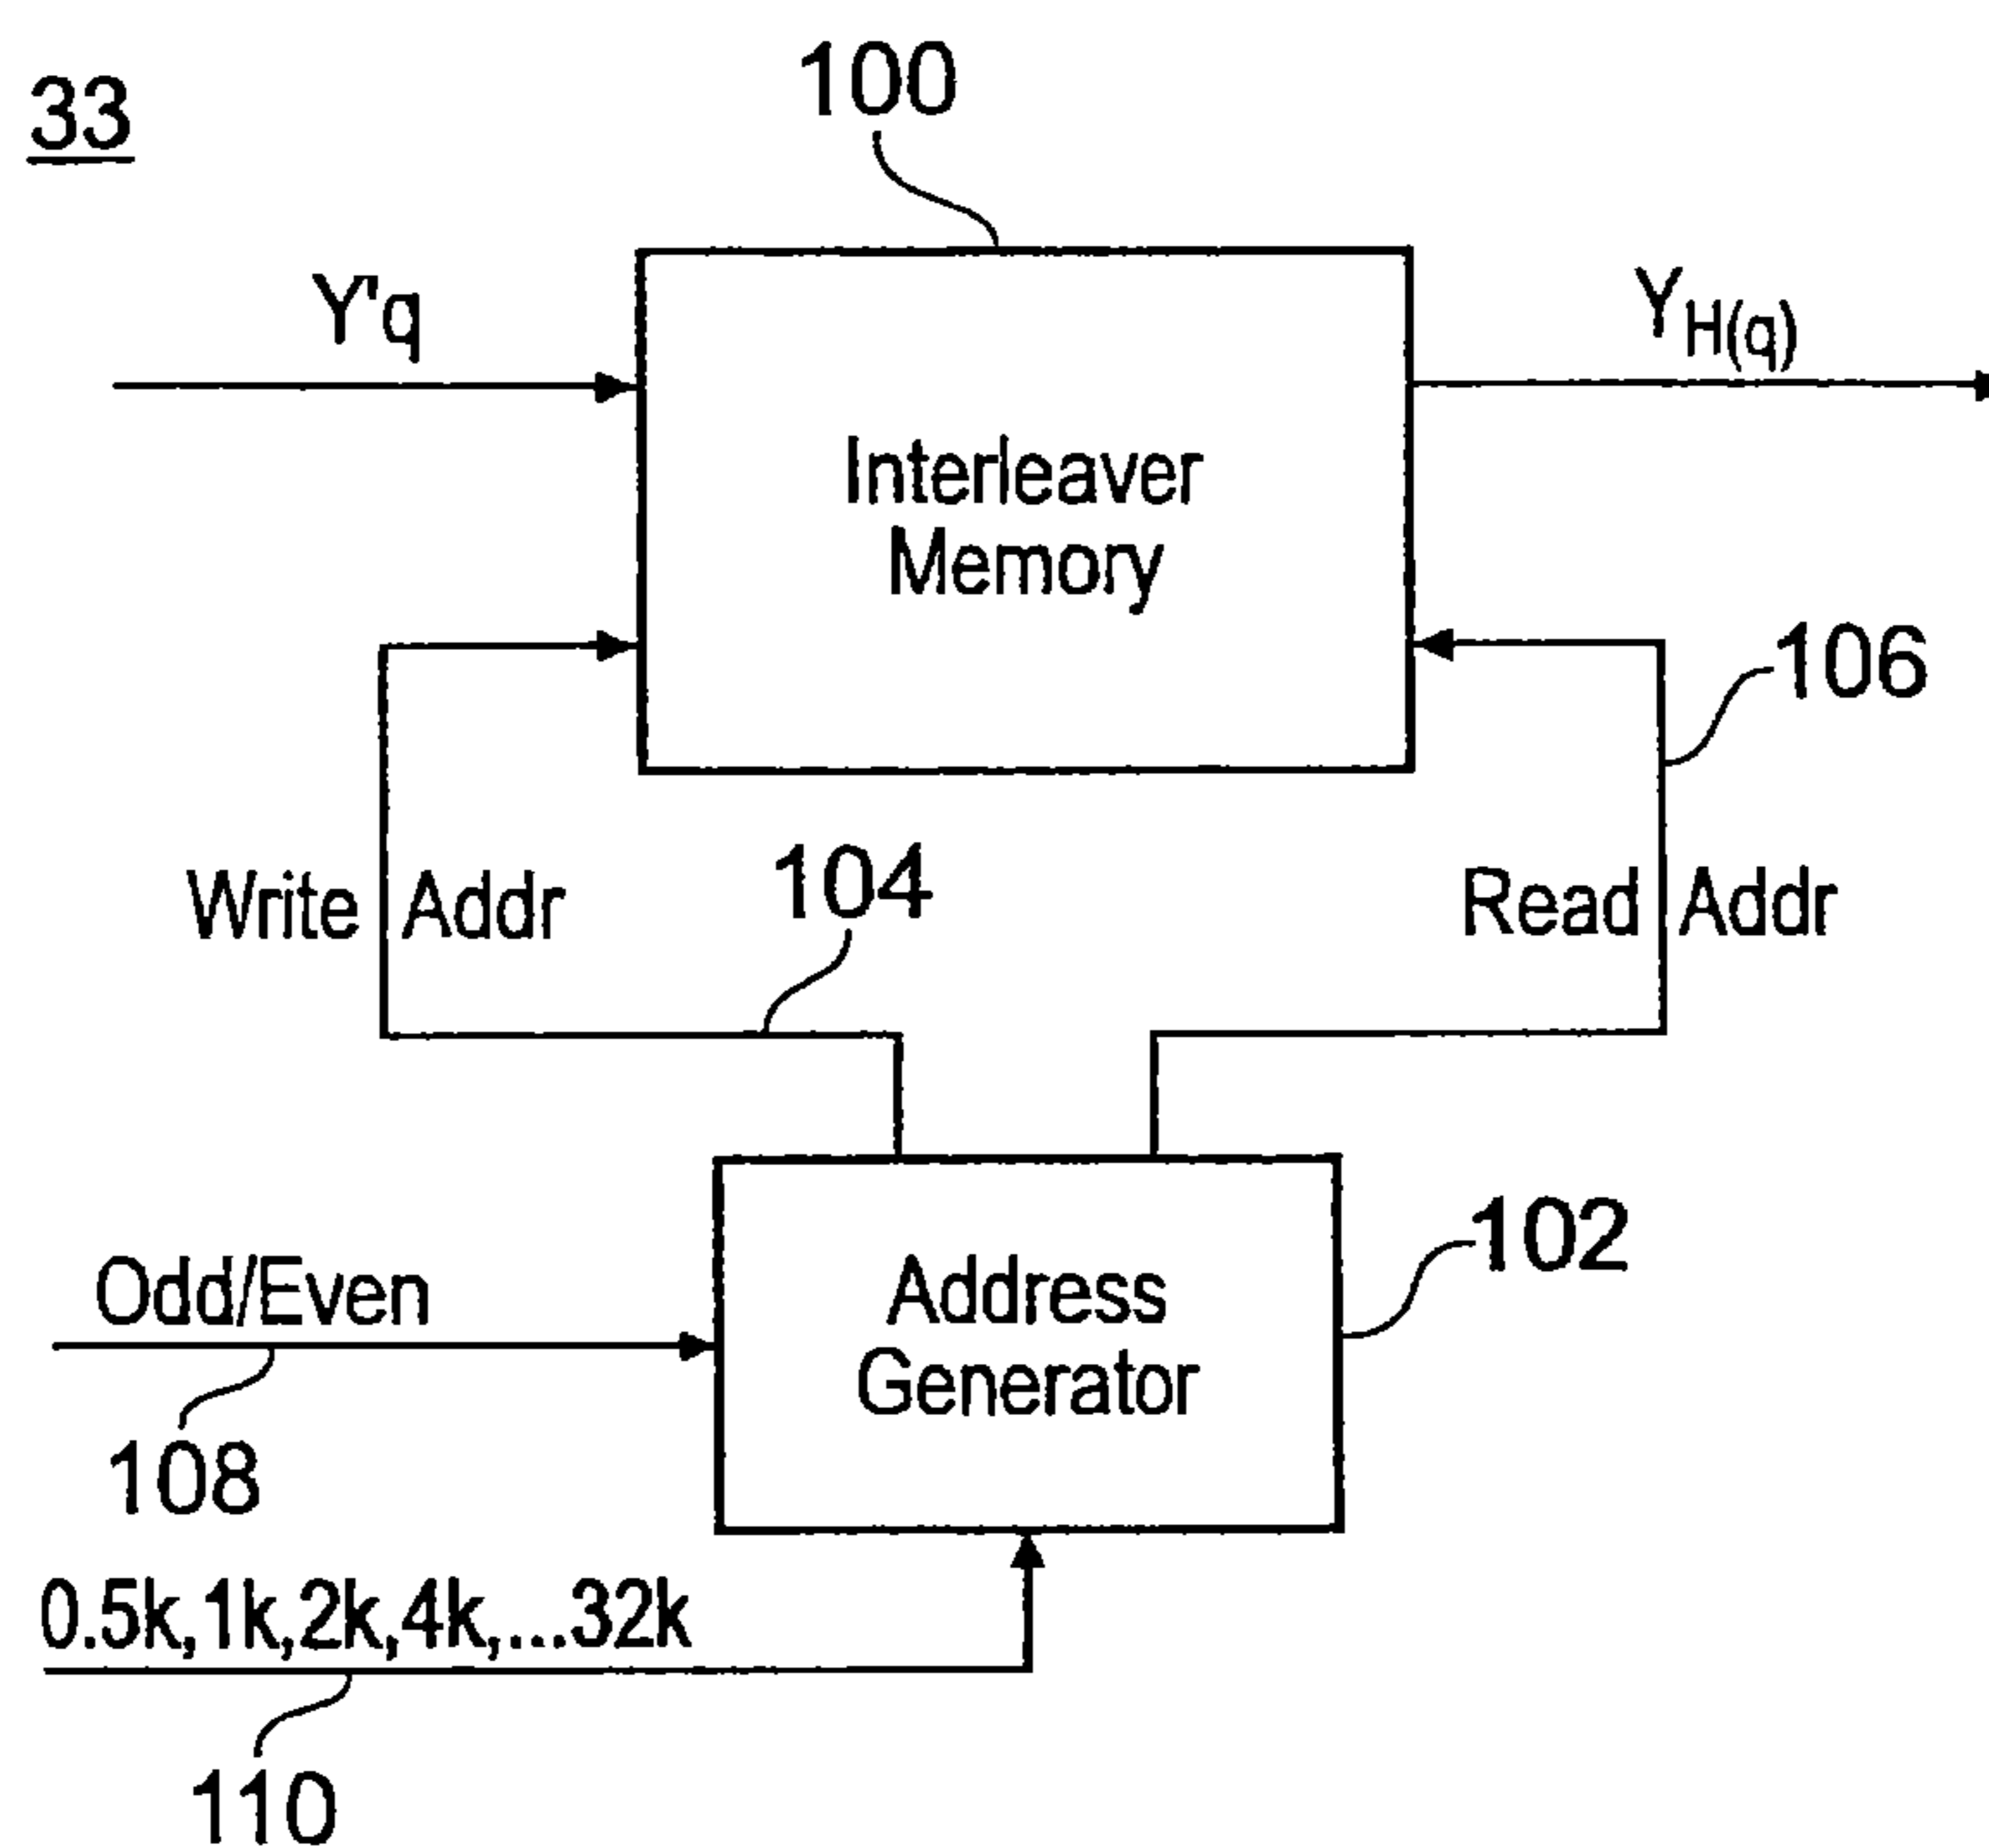 33
100
Y'q
Y_H(q)
Interleaver
Memory
106
Write Addr
104
Read Addr
102
Odd/Even
Address
Generator
108
0.5k,1k,2k,4k,...32k
110